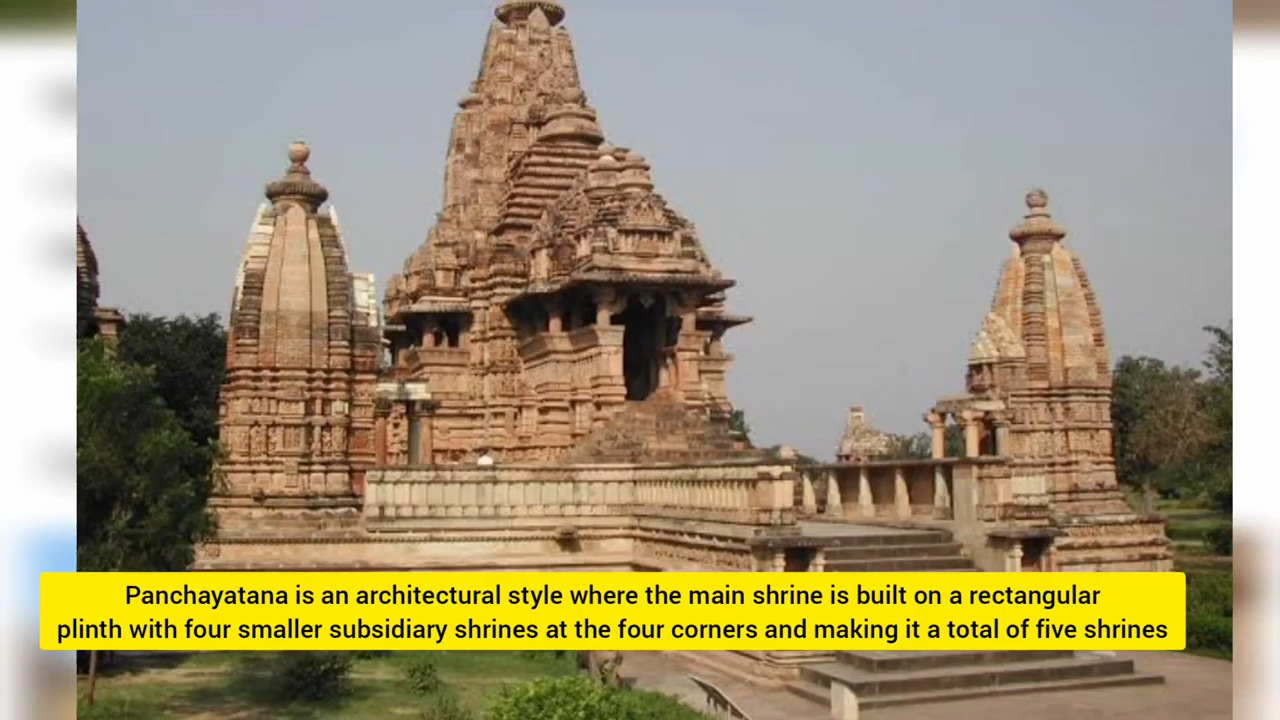 Panchayatana is an architectural style where the main shrine is built on a rectangular
plinth with four smaller subsidiary shrines at the four corners and making it a total of five shrines